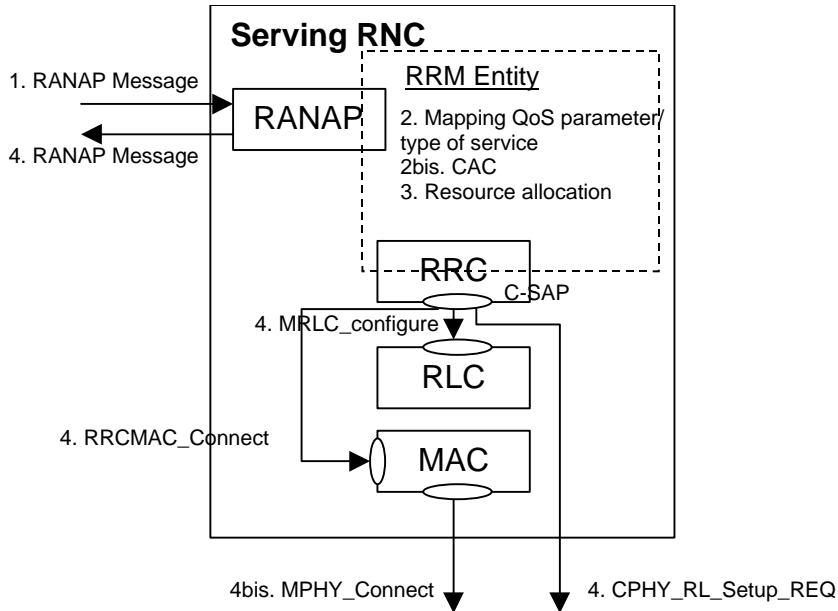 Serving RNC
RRM Entity
1. RANAP Message
RANAP
2. Mapping QoS parameter/
type of service
2bis. CAC
3. Resource allocation
4. RANAP Message
RRC
C-SAP
4. MRLC_configure
RLC
4. RRCMAC_Connect
MAC
4bis. MPHY_Connect
4. CPHY_RL_Setup_REQ